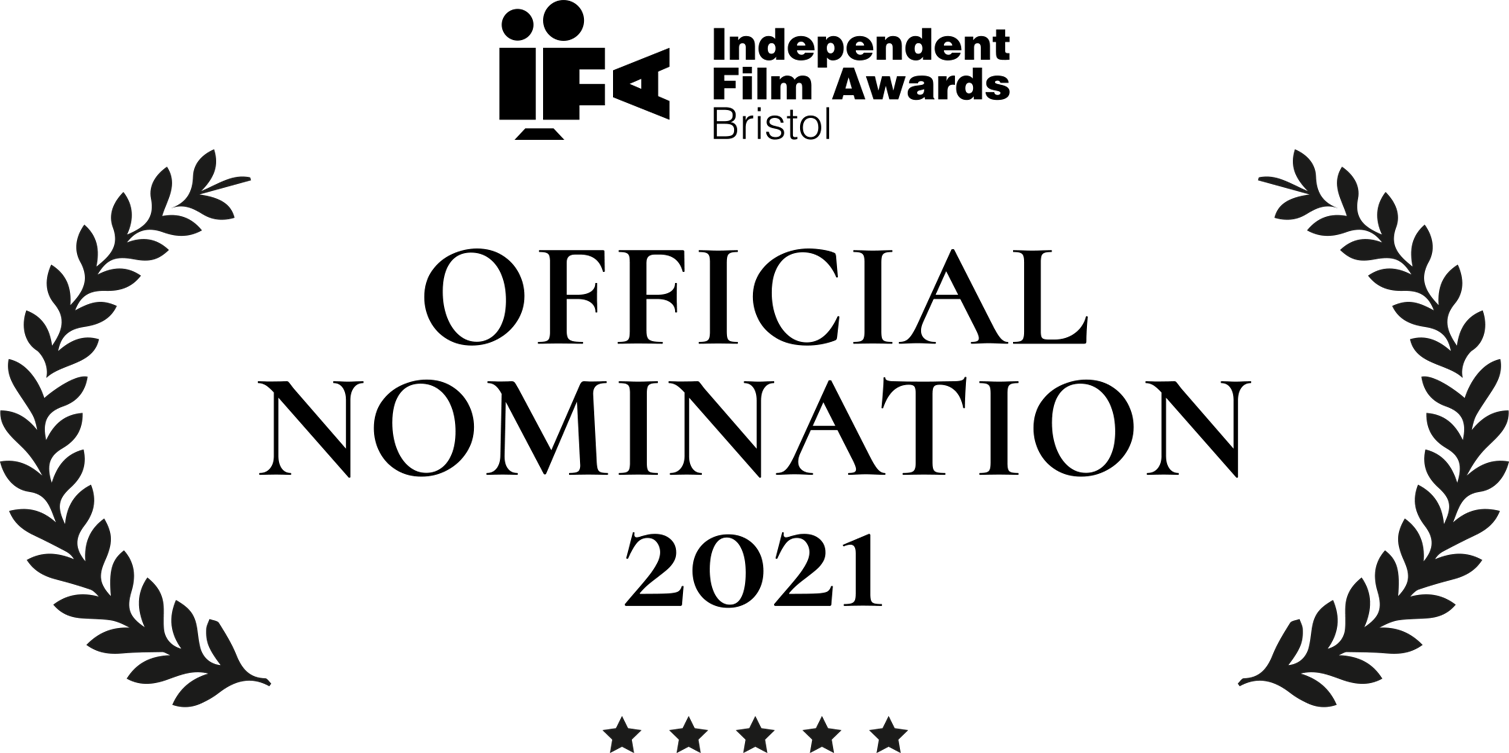 IFA
Independent
Film Awards
Bristol
OFFICIAL
NOMINATION
2021